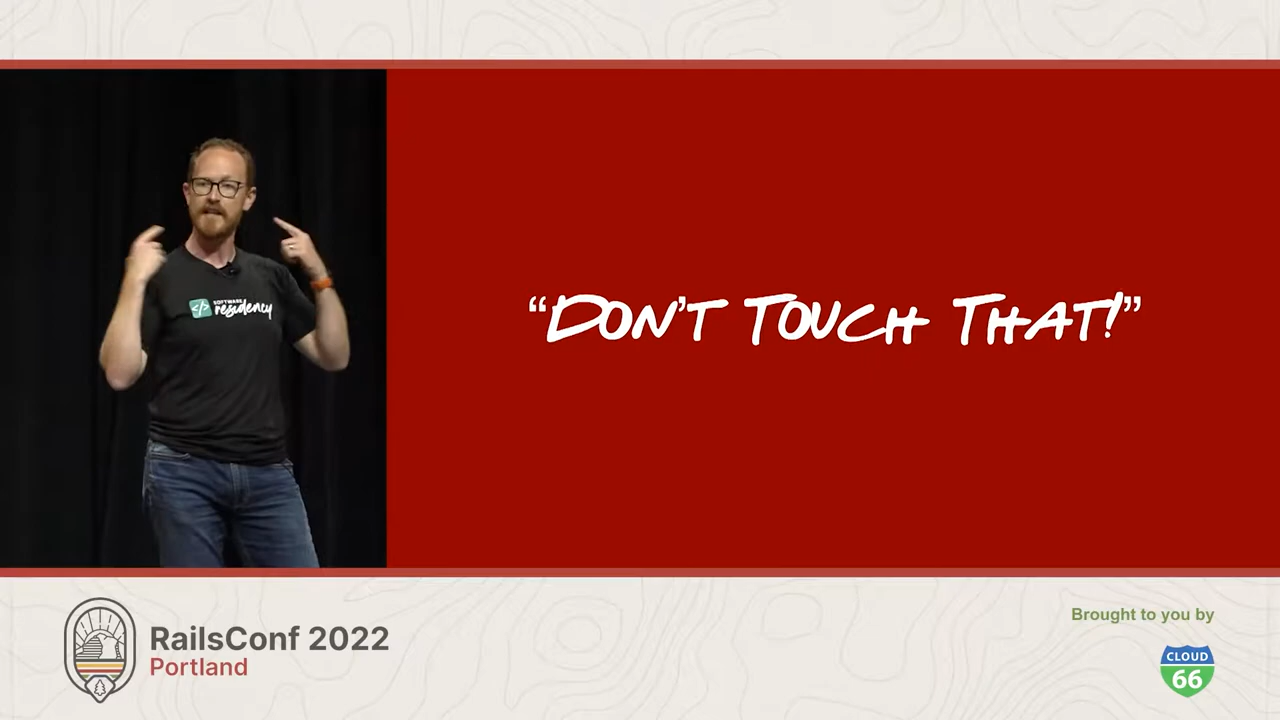 </> SOFTWARE
residency
“DON’T TOUCH THAT!”
RailsConf 2022
Portland
Brought to you by
CLOUD
66